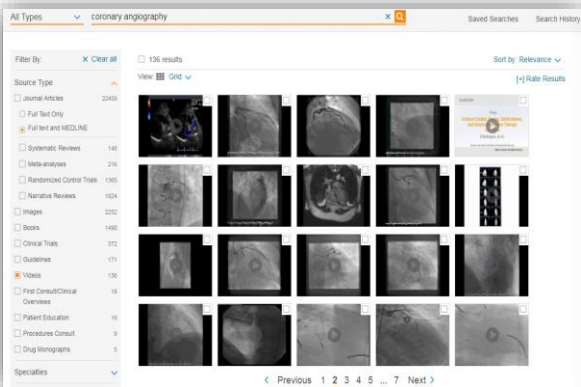 All Types
coronary angiography
Saved Searches
Search History
Filter By:
× Clear all
136 results
Sort by: Relevance
View: Grid
[+] Rate Results
Source Type
Journal Articles 22459
Full Text Only
Full text and MEDLINE
Systematic Reviews 148
Meta-analyses 216
Randomized Control Trials 1365
Narrative Reviews 1924
Images 2252
Books 1490
Clinical Trials 372
Guidelines 171
Videos 136
First Consult/Clinical
Overviews
Patient Education
Procedures Consult
Drug Monographs
Specialties
< Previous 1 2 3 4 5 ... 7 Next >